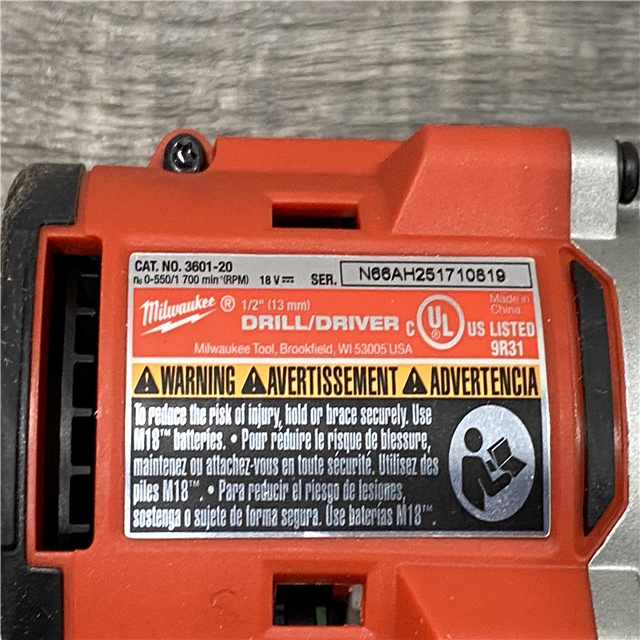 CAT. NO. 3601-20
n₀ 0-550/1 700 min⁻¹(RPM) 18 V ⎓ SER. N66AH251710819
Milwaukee ® 1/2" (13 mm)
DRILL/DRIVER
Milwaukee Tool, Brookfield, WI 53005 USA
C UL US LISTED
9R31
Made in
China
⚠WARNING ⚠AVERTISSEMENT ⚠ADVERTENCIA
To reduce the risk of injury, hold or brace securely. Use
M18™ batteries. • Pour réduire le risque de blessure,
maintenez ou attachez-vous en toute sécurité. Utilisez des
piles M18™. • Para reducir el riesgo de lesiones,
sostenga o sujete de forma segura. Use baterías M18™.